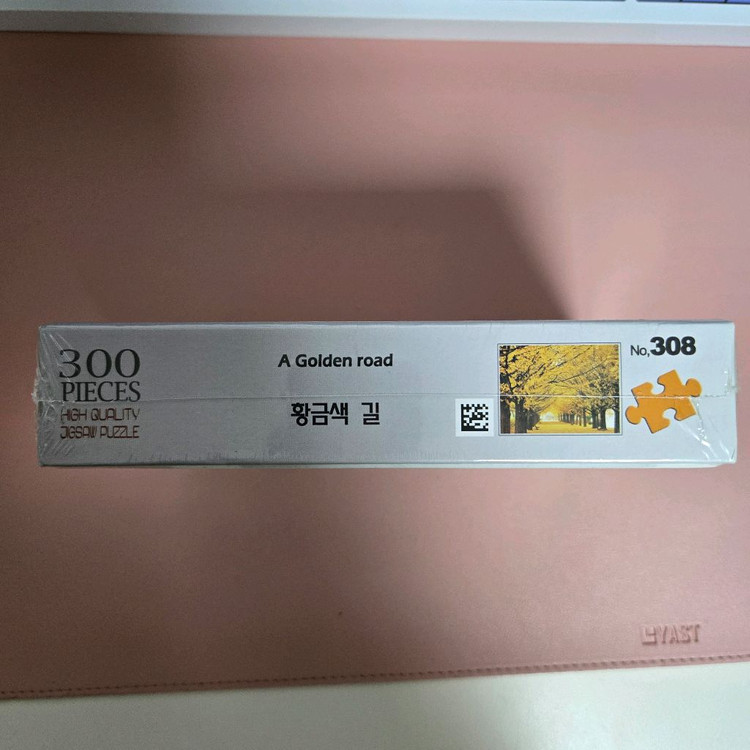 300
PIECES
HIGH QUALITY
JIGSAW PUZZLE
A Golden road
황금색 길
No,308
LYAST